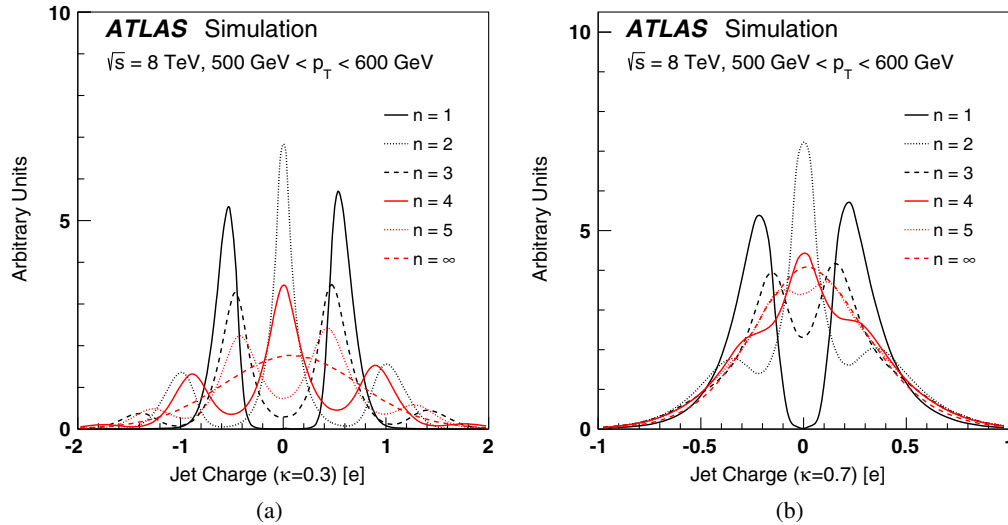 ATLAS Simulation
√s = 8 TeV, 500 GeV < p_T < 600 GeV
n = 1
n = 2
n = 3
n = 4
n = 5
n = ∞
Arbitrary Units
10
5
0
-2 -1 0 1 2
Jet Charge (κ=0.3) [e]
(a)
ATLAS Simulation
√s = 8 TeV, 500 GeV < p_T < 600 GeV
n = 1
n = 2
n = 3
n = 4
n = 5
n = ∞
Arbitrary Units
10
5
0
-1 -0.5 0 0.5 1
Jet Charge (κ=0.7) [e]
(b)